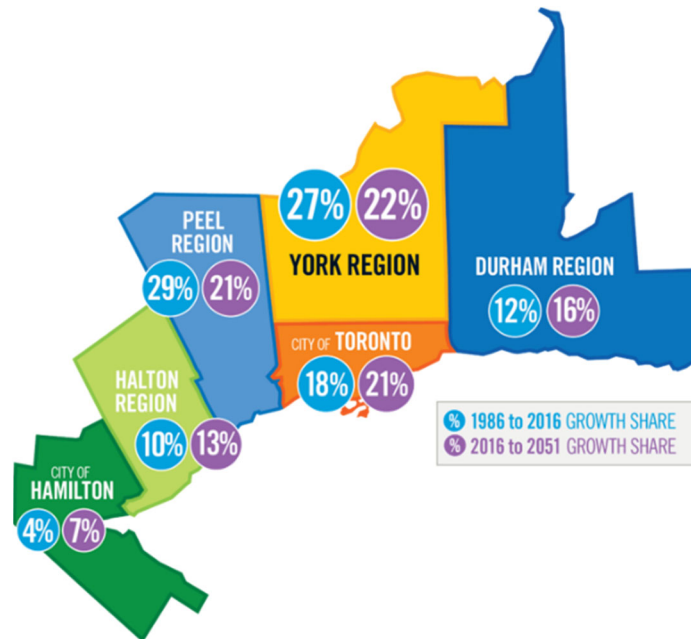 27% 22%
YORK REGION
PEEL
REGION
29% 21%
DURHAM REGION
12% 16%
CITY OF TORONTO
18% 21%
HALTON
REGION
10% 13%
% 1986 to 2016 GROWTH SHARE
% 2016 to 2051 GROWTH SHARE
CITY OF
HAMILTON
4% 7%